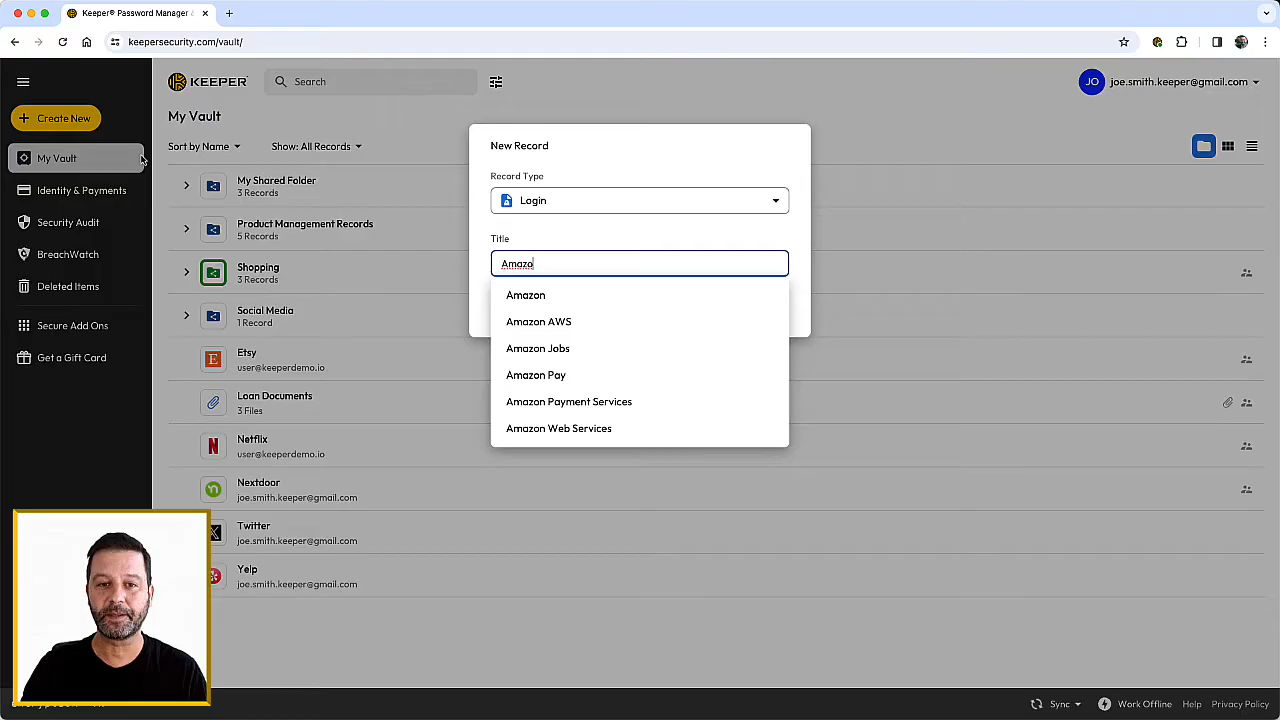 Keeper® Password Manager &
keepersecurity.com/vault/
Create New
My Vault
Identity & Payments
Security Audit
BreachWatch
Deleted Items
Secure Add Ons
Get a Gift Card
KEEPER
Search
JO
joe.smith.keeper@gmail.com
My Vault
Sort by Name
Show: All Records
My Shared Folder
3 Records
Product Management Records
5 Records
Shopping
3 Records
Social Media
1 Record
Etsy
user@keeperdemo.io
Loan Documents
3 Files
Netflix
user@keeperdemo.io
Nextdoor
joe.smith.keeper@gmail.com
Twitter
joe.smith.keeper@gmail.com
Yelp
joe.smith.keeper@gmail.com
New Record
Record Type
Login
Title
Amazo
Amazon
Amazon AWS
Amazon Jobs
Amazon Pay
Amazon Payment Services
Amazon Web Services
Sync
Work Offline
Help
Privacy Policy